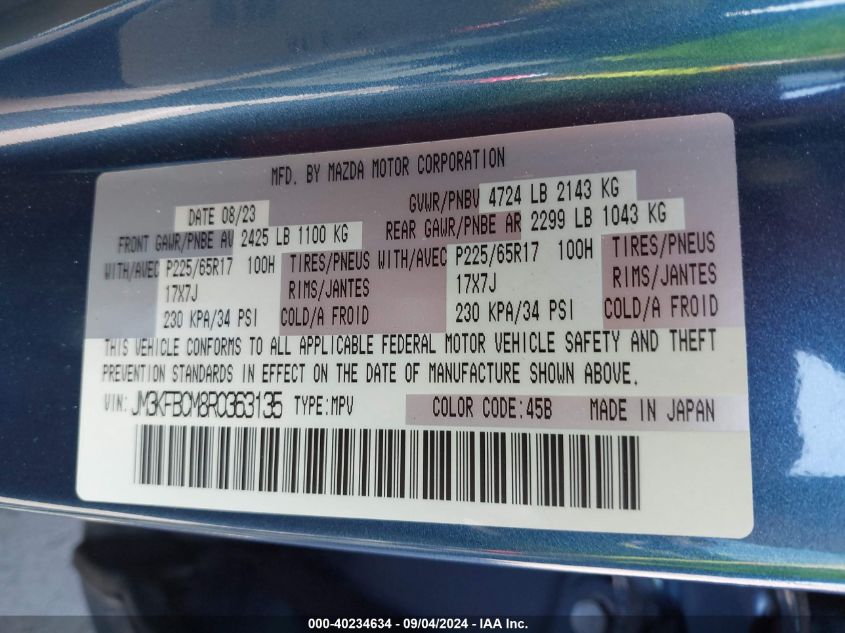 MFD. BY MAZDA MOTOR CORPORATION
DATE 08/23 GVWR/PNBV 4724 LB 2143 KG
FRONT GAWR/PNBE AV 2425 LB 1100 KG REAR GAWR/PNBE AR 2299 LB 1043 KG
WITH/AVEC P225/65R17 100H TIRES/PNEUS WITH/AVEC P225/65R17 100H TIRES/PNEUS
17X7J RIMS/JANTES 17X7J RIMS/JANTES
230 KPA/34 PSI COLD/A FROID 230 KPA/34 PSI COLD/A FROID
THIS VEHICLE CONFORMS TO ALL APPLICABLE FEDERAL MOTOR VEHICLE SAFETY AND THEFT
PREVENTION STANDARDS IN EFFECT ON THE DATE OF MANUFACTURE SHOWN ABOVE.
VIN: JM3KFBCM8R0363135 TYPE:MPV COLOR CODE:45B MADE IN JAPAN
000-40234634 - 09/04/2024 - IAA Inc.